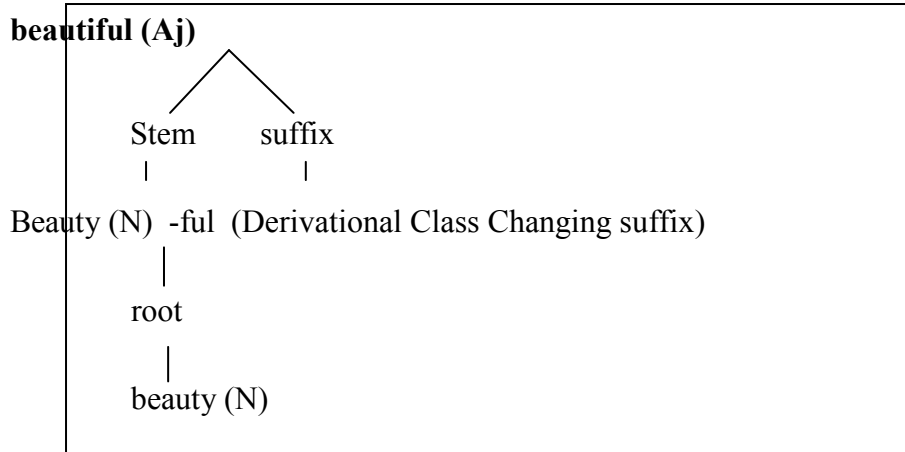 beautiful (Aj)
Stem suffix
Beauty (N) -ful (Derivational Class Changing suffix)
root
beauty (N)